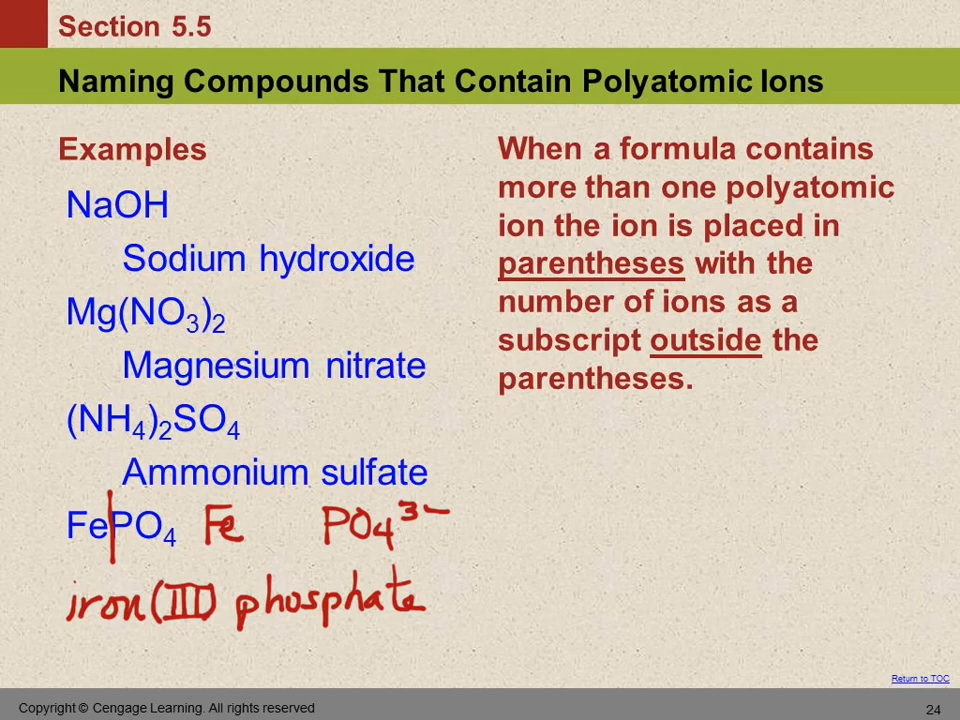 Section 5.5
Naming Compounds That Contain Polyatomic Ions
Examples
NaOH
Sodium hydroxide
Mg(NO₃)₂
Magnesium nitrate
(NH₄)₂SO₄
Ammonium sulfate
FePO₄ Fe PO₄³⁻
iron(III) phosphate
When a formula contains
more than one polyatomic
ion the ion is placed in
parentheses with the
number of ions as a
subscript outside the
parentheses.
Return to TOC
Copyright © Cengage Learning. All rights reserved
24